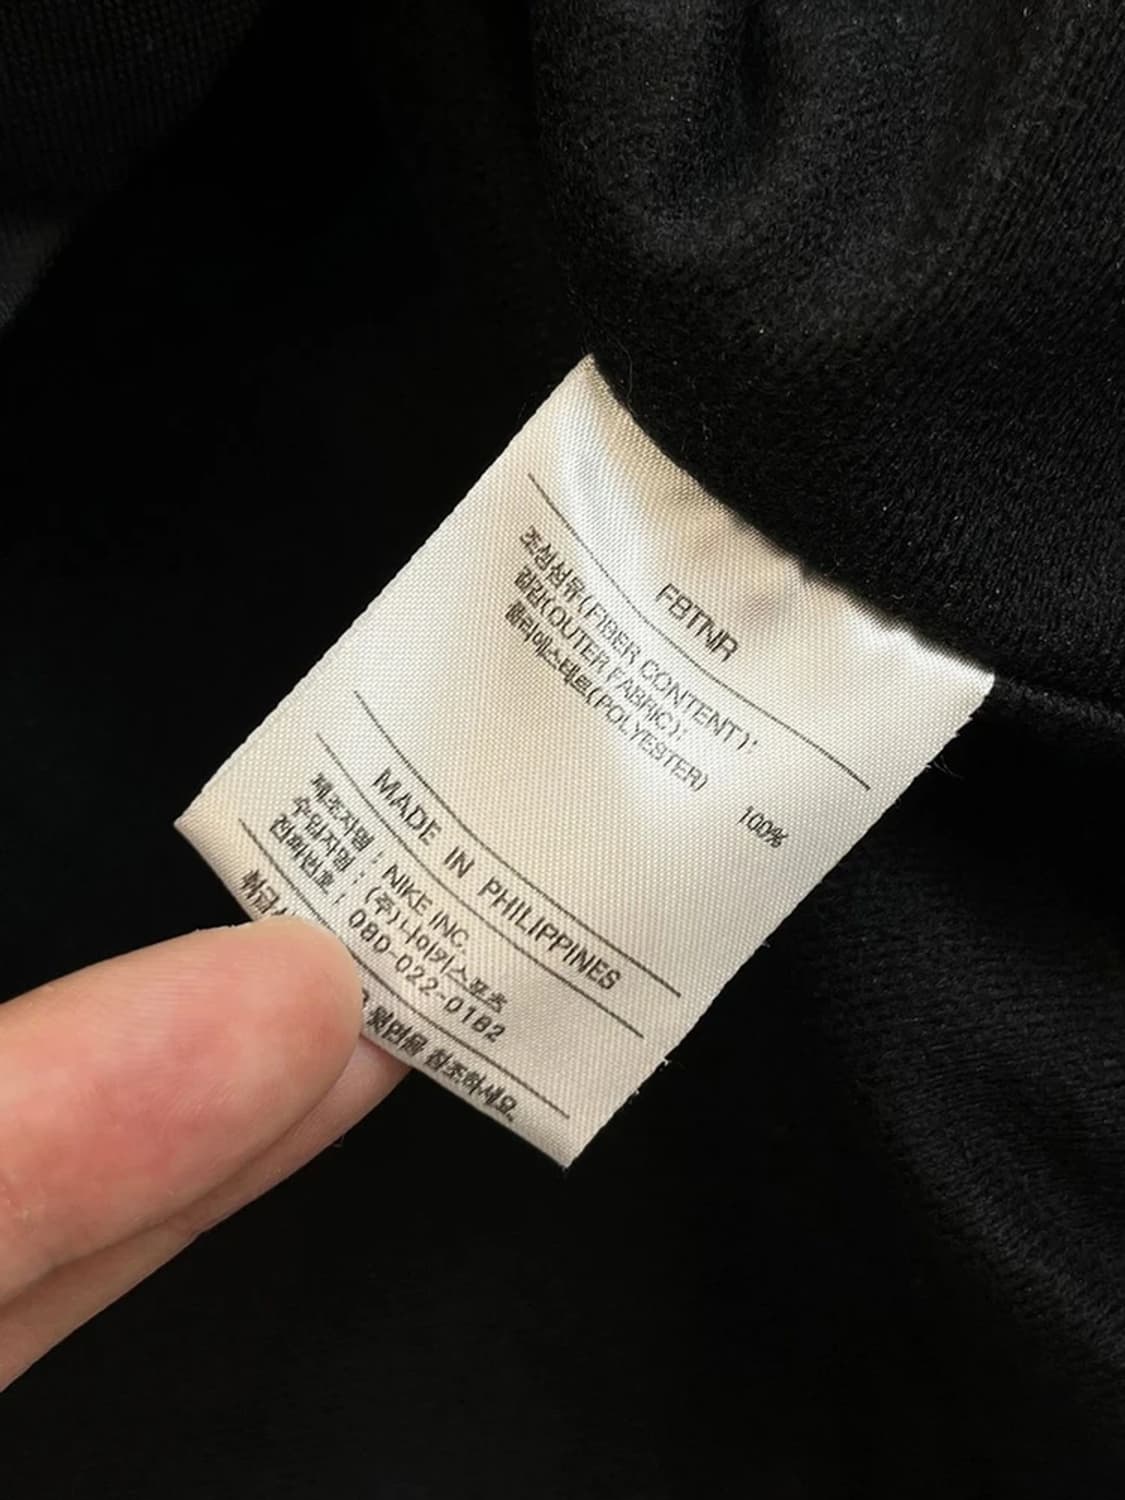 FBTNR
조성섬유(FIBER CONTENT):
겉감(OUTER FABRIC):
폴리에스테르(POLYESTER) 100%
MADE IN PHILIPPINES
제조자명 : NIKE INC.
수입자명 : (주)나이키스포츠
전화번호 : 080-022-0182
취급 뒷면을 참조하세요.